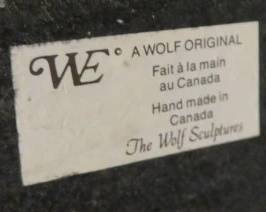 WE° A WOLF ORIGINAL
Fait à la main
au Canada
Hand made in
Canada
The Wolf Sculptures